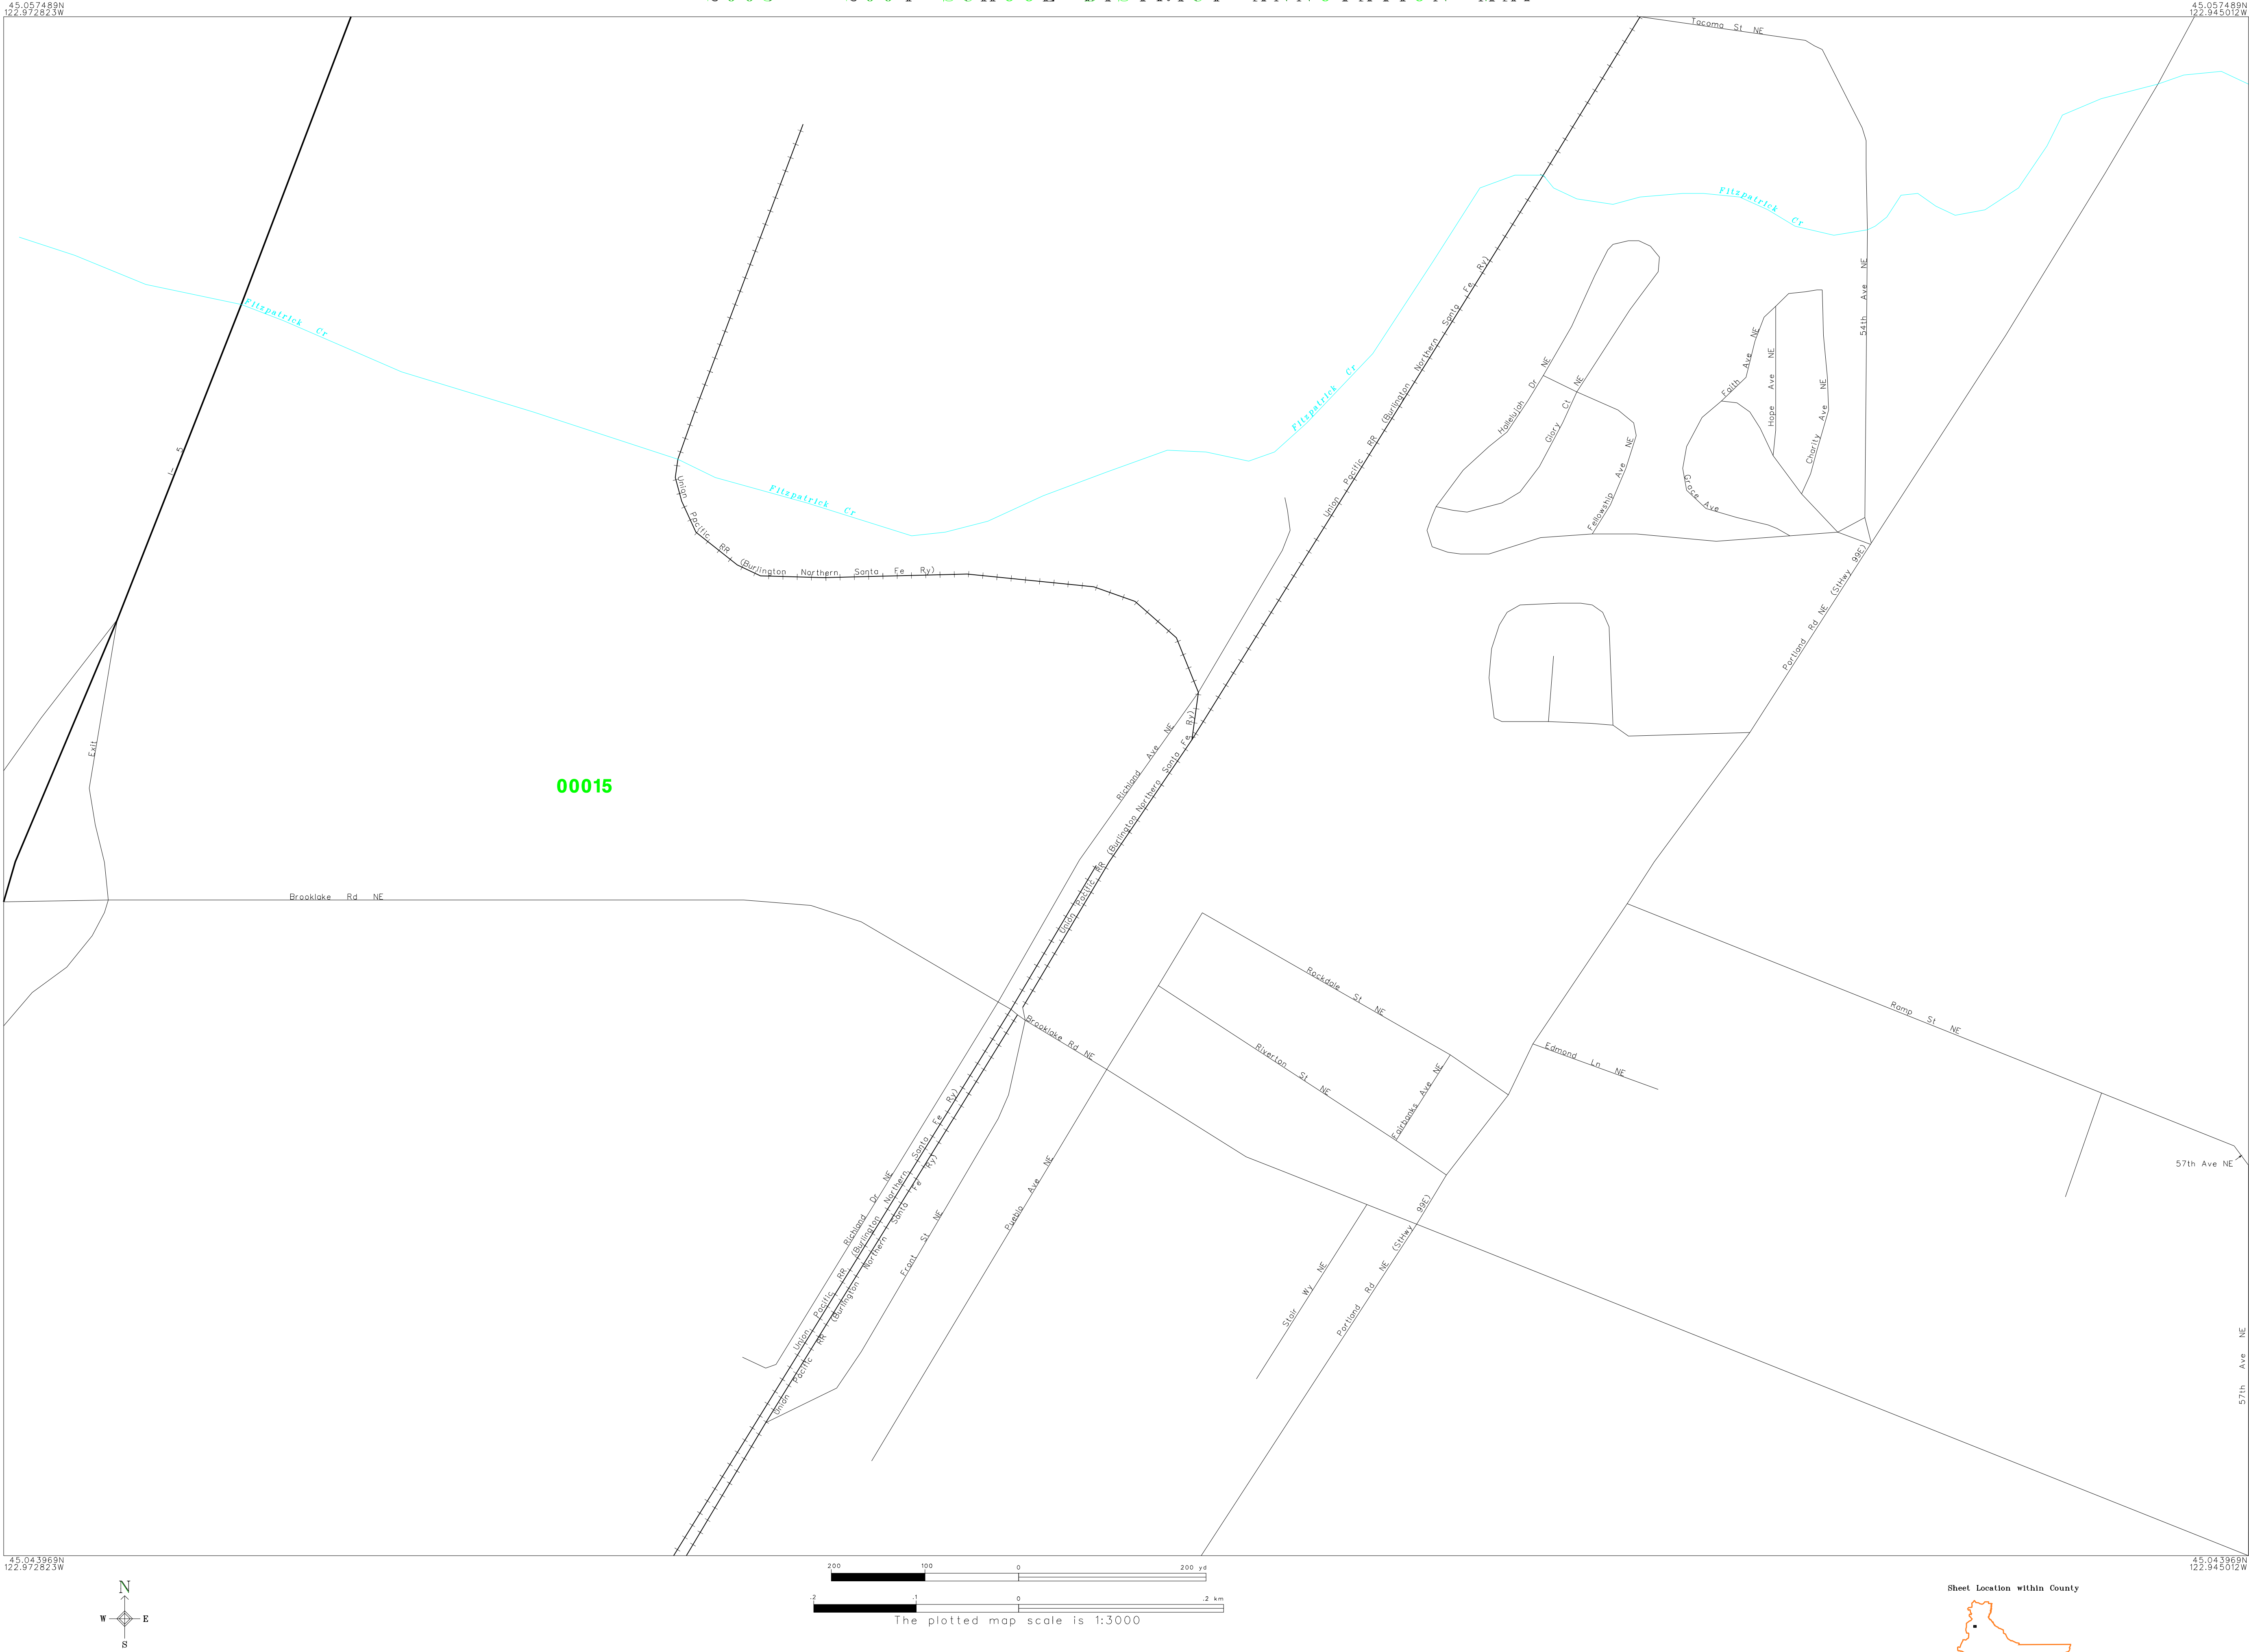 45.057489N
122.972823W
45.057489N
122.945012W
Tacoma St NE
Fitzpatrick Cr
Fitzpatrick Cr
Fitzpatrick Cr
Fitzpatrick Cr
I- 5
54th Ave NE
Hallelujah Dr NE
Glory Ct NE
Fellowship Ave NE
Faith Ave NE
Hope Ave NE
Charity Ave NE
Grace Ave
Union Pacific RR (Burlington Northern Santa Fe Ry)
Union Pacific RR (Burlington Northern Santa Fe Ry)
Portland Rd NE (StHwy 99E)
Exit
00015
Richland Ave NE
Union Pacific RR (Burlington Northern Santa Fe Ry)
Brooklake Rd NE
Brooklake Rd NE
Rockdale St NE
Riverton St NE
Fairbanks Ave NE
Edmond Ln NE
Ramp St NE
57th Ave NE
Richland Dr NE
Union Pacific RR (Burlington Northern Santa Fe Ry)
Union Pacific RR (Burlington Northern Santa Fe Ry)
Front St NE
Pueblo Ave NE
Stair Wy NE
Portland Rd NE (StHwy 99E)
57th Ave NE
45.043969N
122.972823W
45.043969N
122.945012W
200 100 0 200 yd
.2 .1 0 .2 km
The plotted map scale is 1:3000
N
W E
S
Sheet Location within County